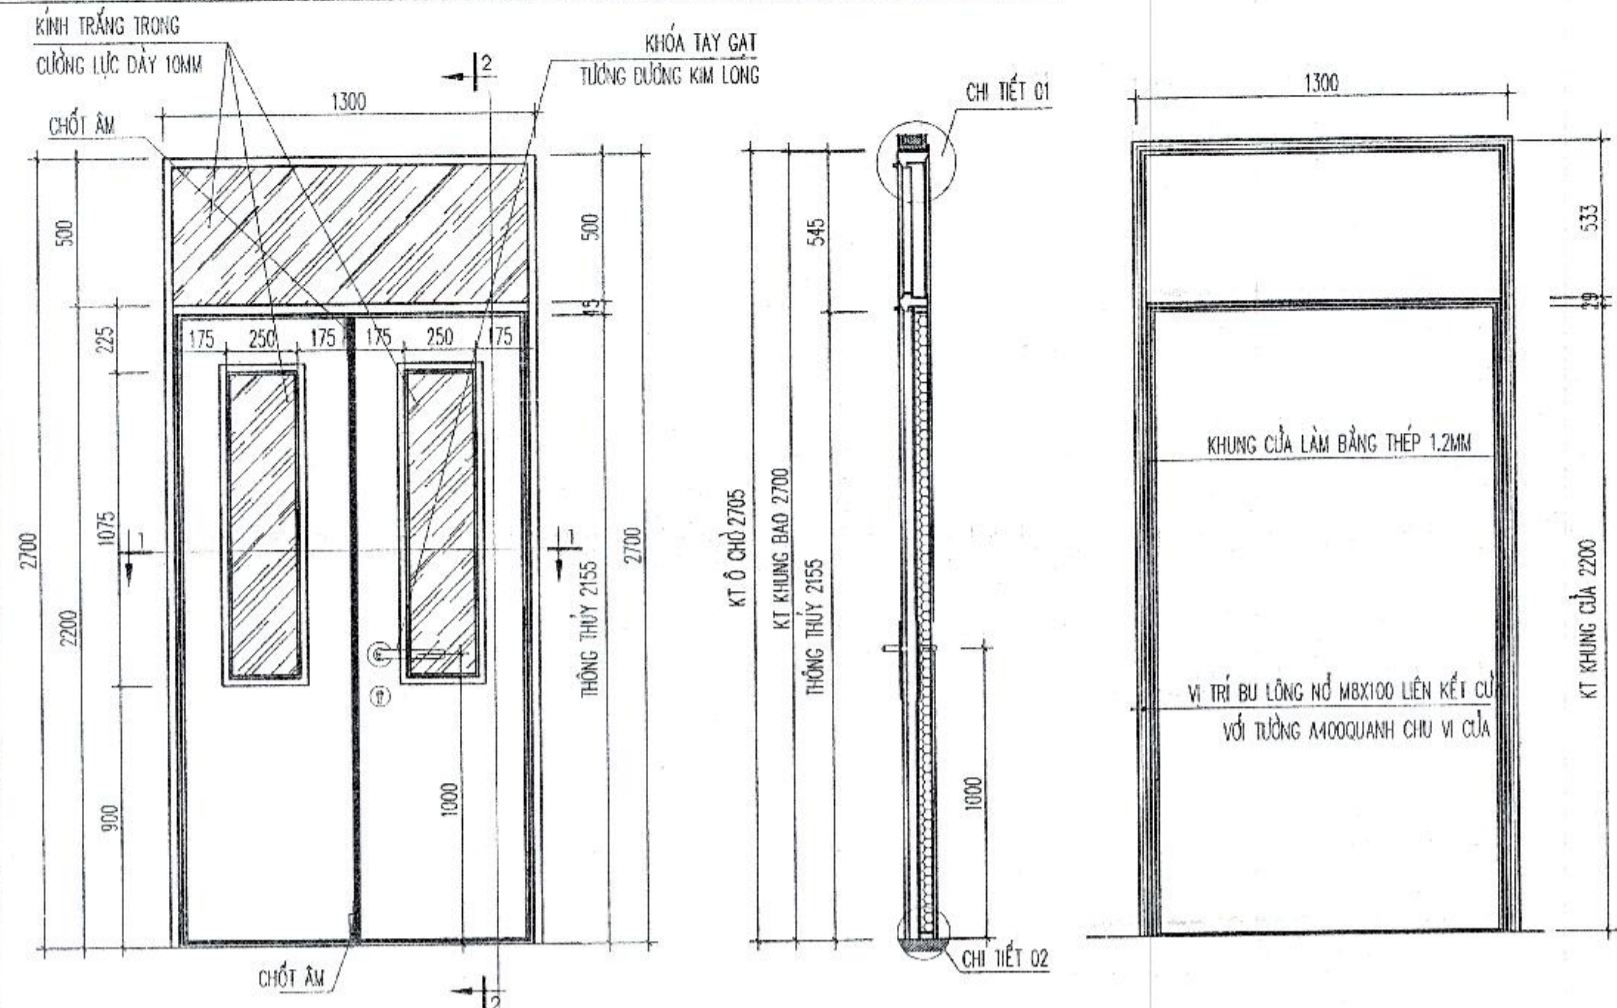 KÍNH TRẮNG TRONG
CƯỜNG LỰC DÀY 10MM
CHỐT ÂM
1300
2
KHÓA TAY GẠT
TƯƠNG ĐƯƠNG KIM LONG
500
500
45
225
175
250
175
175
250
175
1075
1
1
2700
2200
THÔNG THỦY 2155
2700
900
1000
CHỐT ÂM
2
CHI TIẾT 01
545
KT Ô CHỜ 2705
KT KHUNG BAO 2700
THÔNG THỦY 2155
1000
CHI TIẾT 02
1300
533
29
KHUNG CỬA LÀM BẰNG THÉP 1.2MM
KT KHUNG CỬA 2200
VỊ TRÍ BU LÔNG NỞ M8X100 LIÊN KẾT CỬ
VỚI TƯỜNG A400QUANH CHU VI CỬA